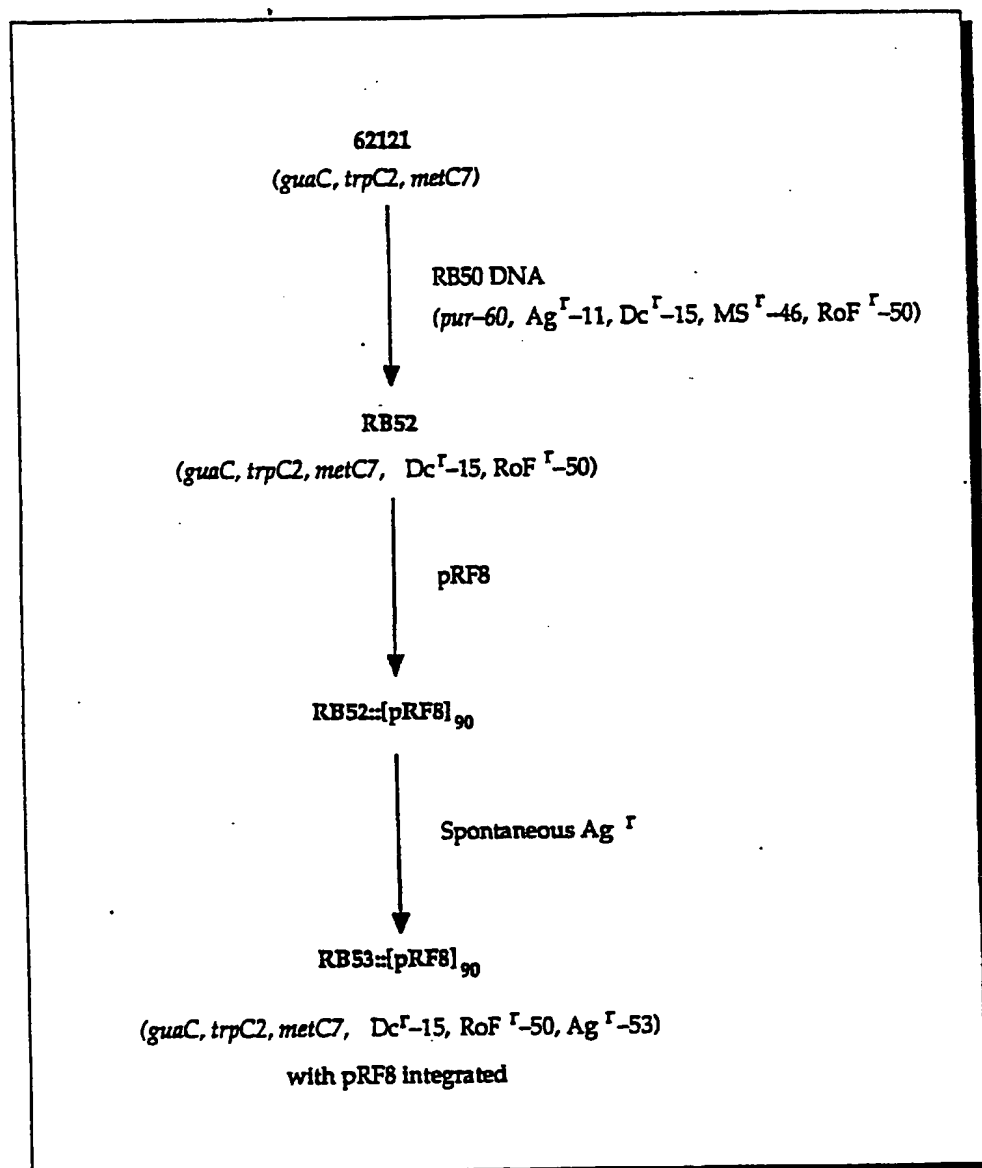 62121
(guaC, trpC2, metC7)
RB50 DNA
(pur-60, Ag r-11, Dc r-15, MS r-46, RoF r-50)
RB52
(guaC, trpC2, metC7, Dc r-15, RoF r-50)
pRF8
RB52::[pRF8]90
Spontaneous Ag r
RB53::[pRF8]90
(guaC, trpC2, metC7, Dc r-15, RoF r-50, Ag r-53)
with pRF8 integrated